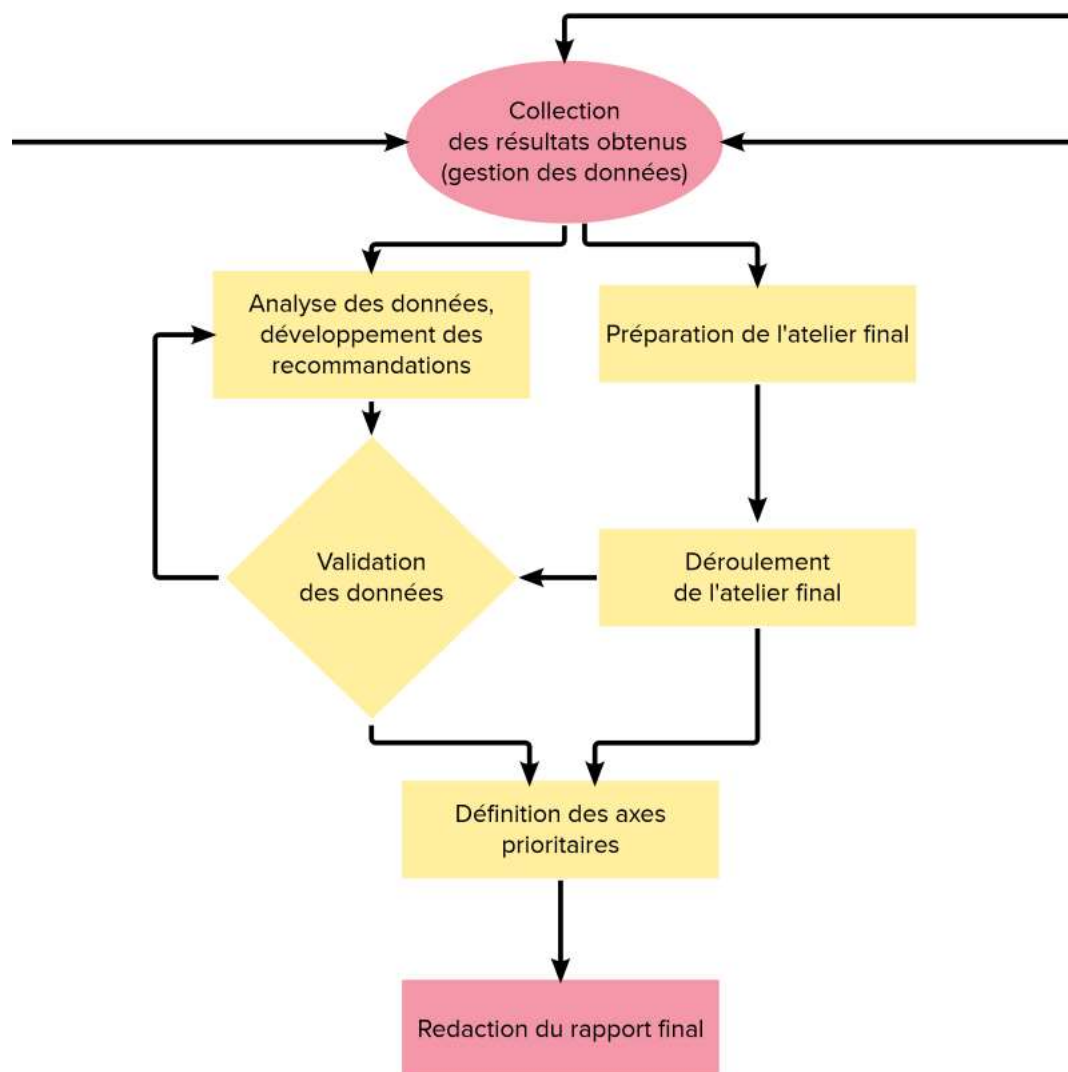 Collection
des résultats obtenus
(gestion des données)
Analyse des données,
développement des
recommandations
Préparation de l'atelier final
Validation
des données
Déroulement
de l'atelier final
Définition des axes
prioritaires
Redaction du rapport final